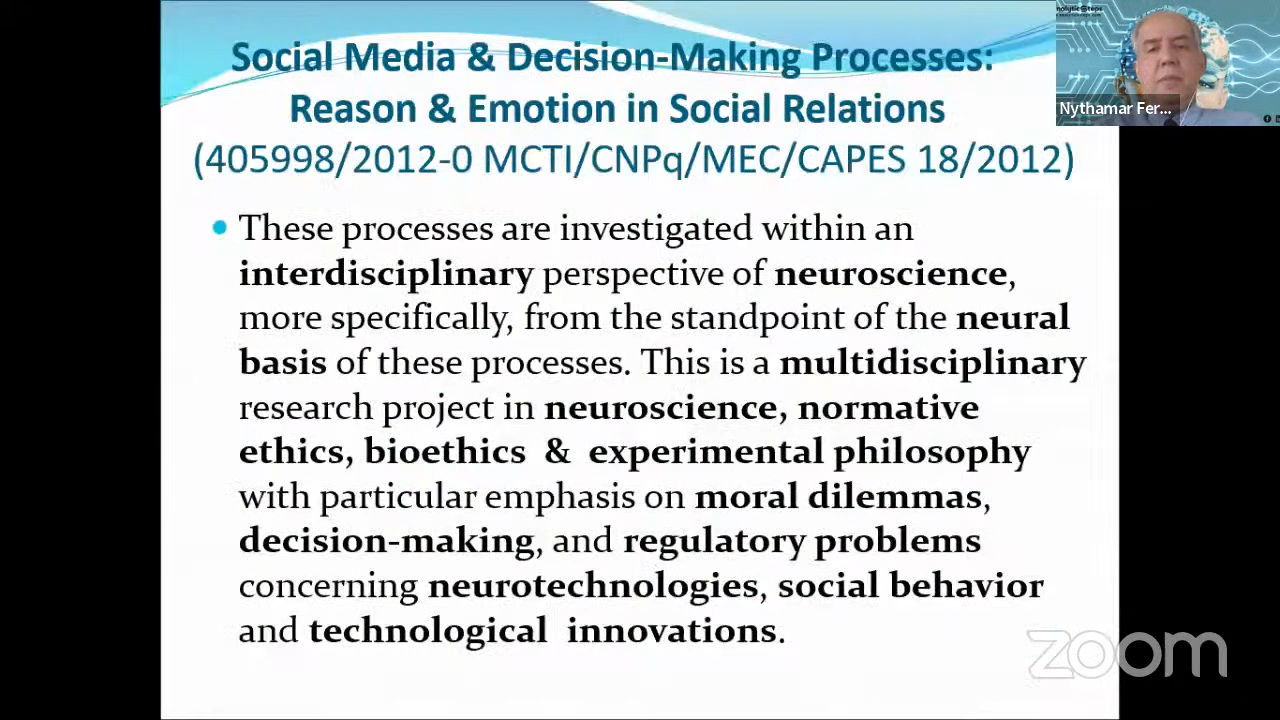 Social Media & Decision-Making Processes:
Reason & Emotion in Social Relations
(405998/2012-0 MCTI/CNPq/MEC/CAPES 18/2012)
• These processes are investigated within an
interdisciplinary perspective of neuroscience,
more specifically, from the standpoint of the neural
basis of these processes. This is a multidisciplinary
research project in neuroscience, normative
ethics, bioethics & experimental philosophy
with particular emphasis on moral dilemmas,
decision-making, and regulatory problems
concerning neurotechnologies, social behavior
and technological innovations.
Nythamar Fer...
zoom